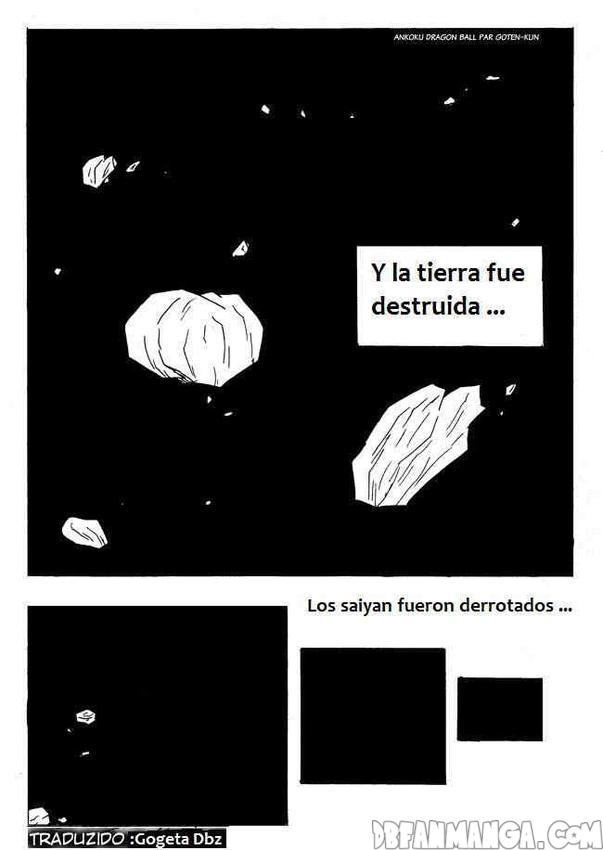 ANKOKU DRAGON BALL PAR GOTEN-KUN
Y la tierra fue
destruida ...
Los saiyan fueron derrotados ...
TRADUZIDO :Gogeta Dbz
DBFANMANGA.COM